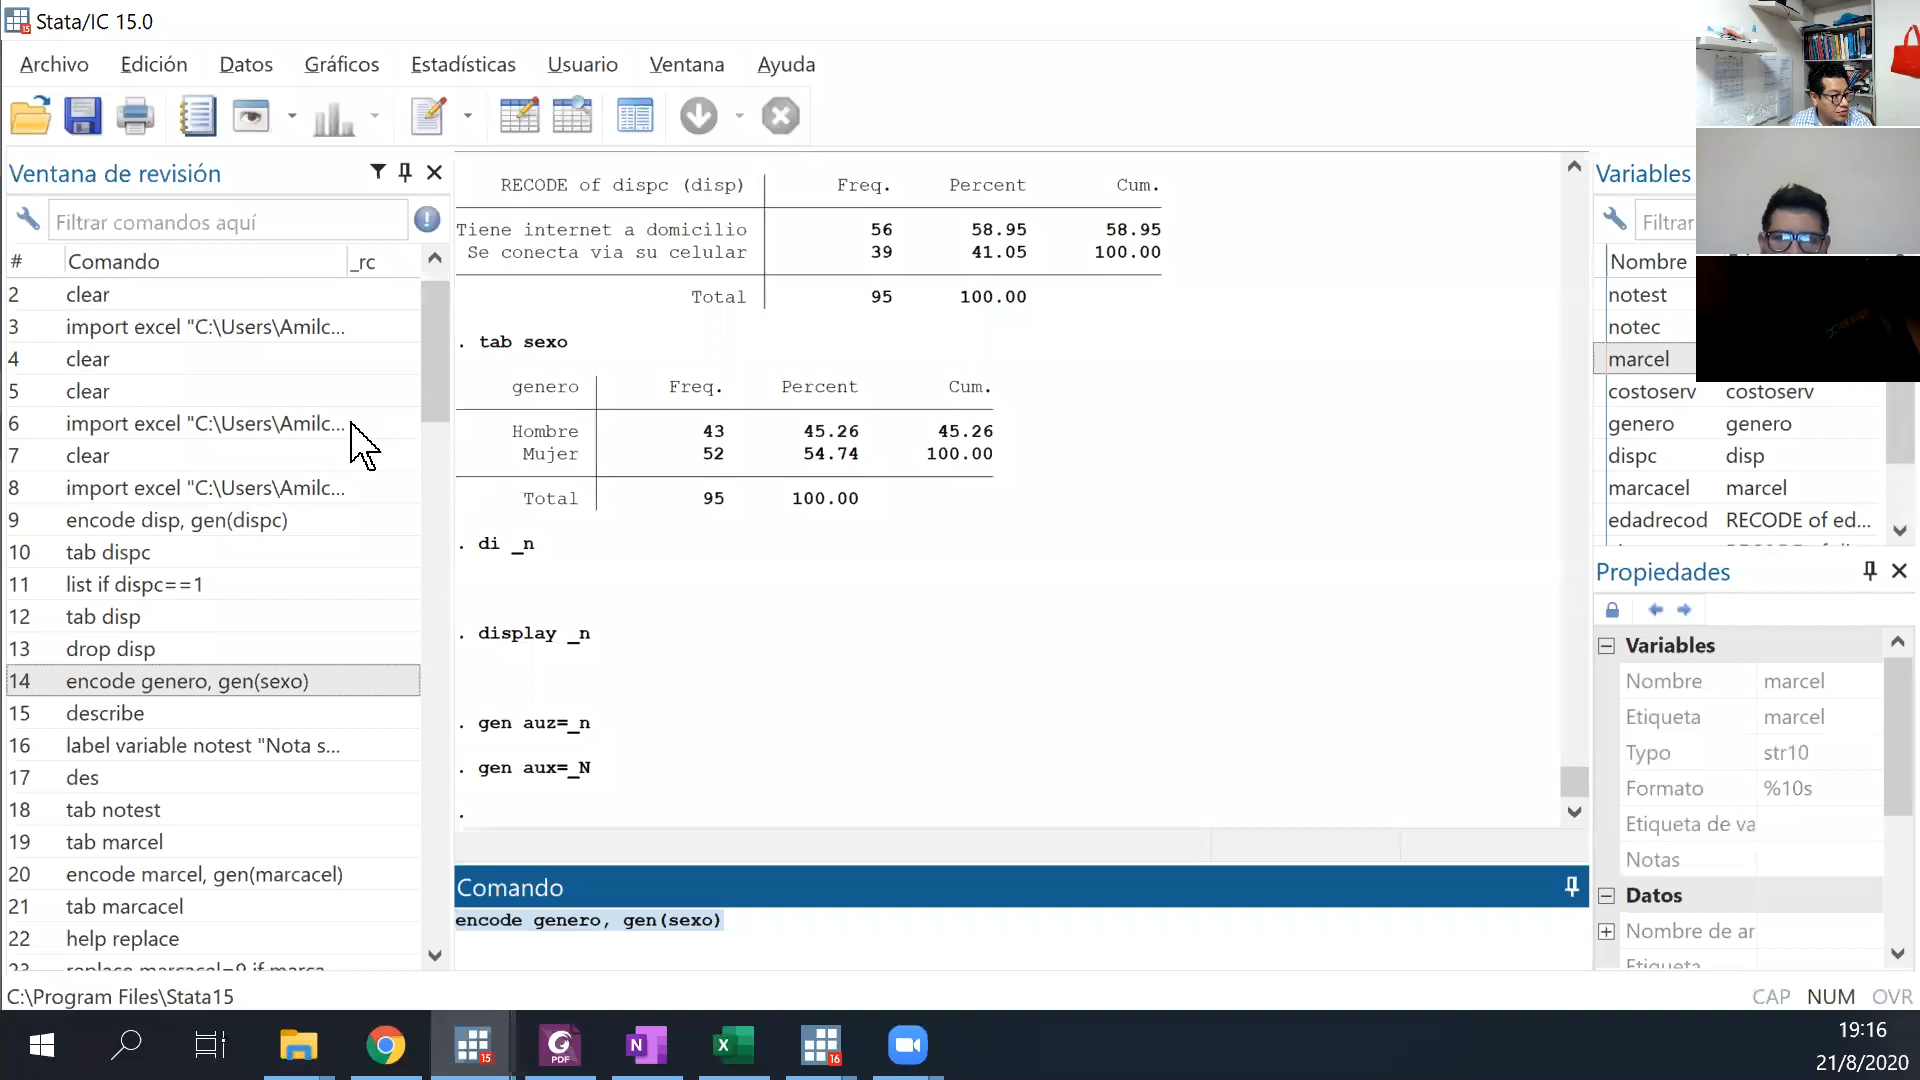 Stata/IC 15.0
Archivo Edición Datos Gráficos Estadísticas Usuario Ventana Ayuda
Ventana de revisión
Filtrar comandos aquí
# Comando _rc
2 clear
3 import excel "C:\Users\Amilc...
4 clear
5 clear
6 import excel "C:\Users\Amilc...
7 clear
8 import excel "C:\Users\Amilc...
9 encode disp, gen(dispc)
10 tab dispc
11 list if dispc==1
12 tab disp
13 drop disp
14 encode genero, gen(sexo)
15 describe
16 label variable notest "Nota s...
17 des
18 tab notest
19 tab marcel
20 encode marcel, gen(marcacel)
21 tab marcacel
22 help replace
RECODE of dispc (disp) Freq. Percent Cum.
Tiene internet a domicilio 56 58.95 58.95
Se conecta via su celular 39 41.05 100.00
Total 95 100.00
. tab sexo
genero Freq. Percent Cum.
Hombre 43 45.26 45.26
Mujer 52 54.74 100.00
Total 95 100.00
. di _n
. display _n
. gen auz=_n
. gen aux=_N
.
Comando
encode genero, gen(sexo)
Variables
Filtrar
Nombre
notest
notec
marcel
costoserv costoserv
genero genero
dispc disp
marcacel marcel
edadrecod RECODE of ed...
Propiedades
Variables
Nombre marcel
Etiqueta marcel
Typo str10
Formato %10s
Etiqueta de va
Notas
Datos
Nombre de ar
Etiqueta
C:\Program Files\Stata15
CAP NUM OVR
15
PDF
N
X
16
19:16
21/8/2020